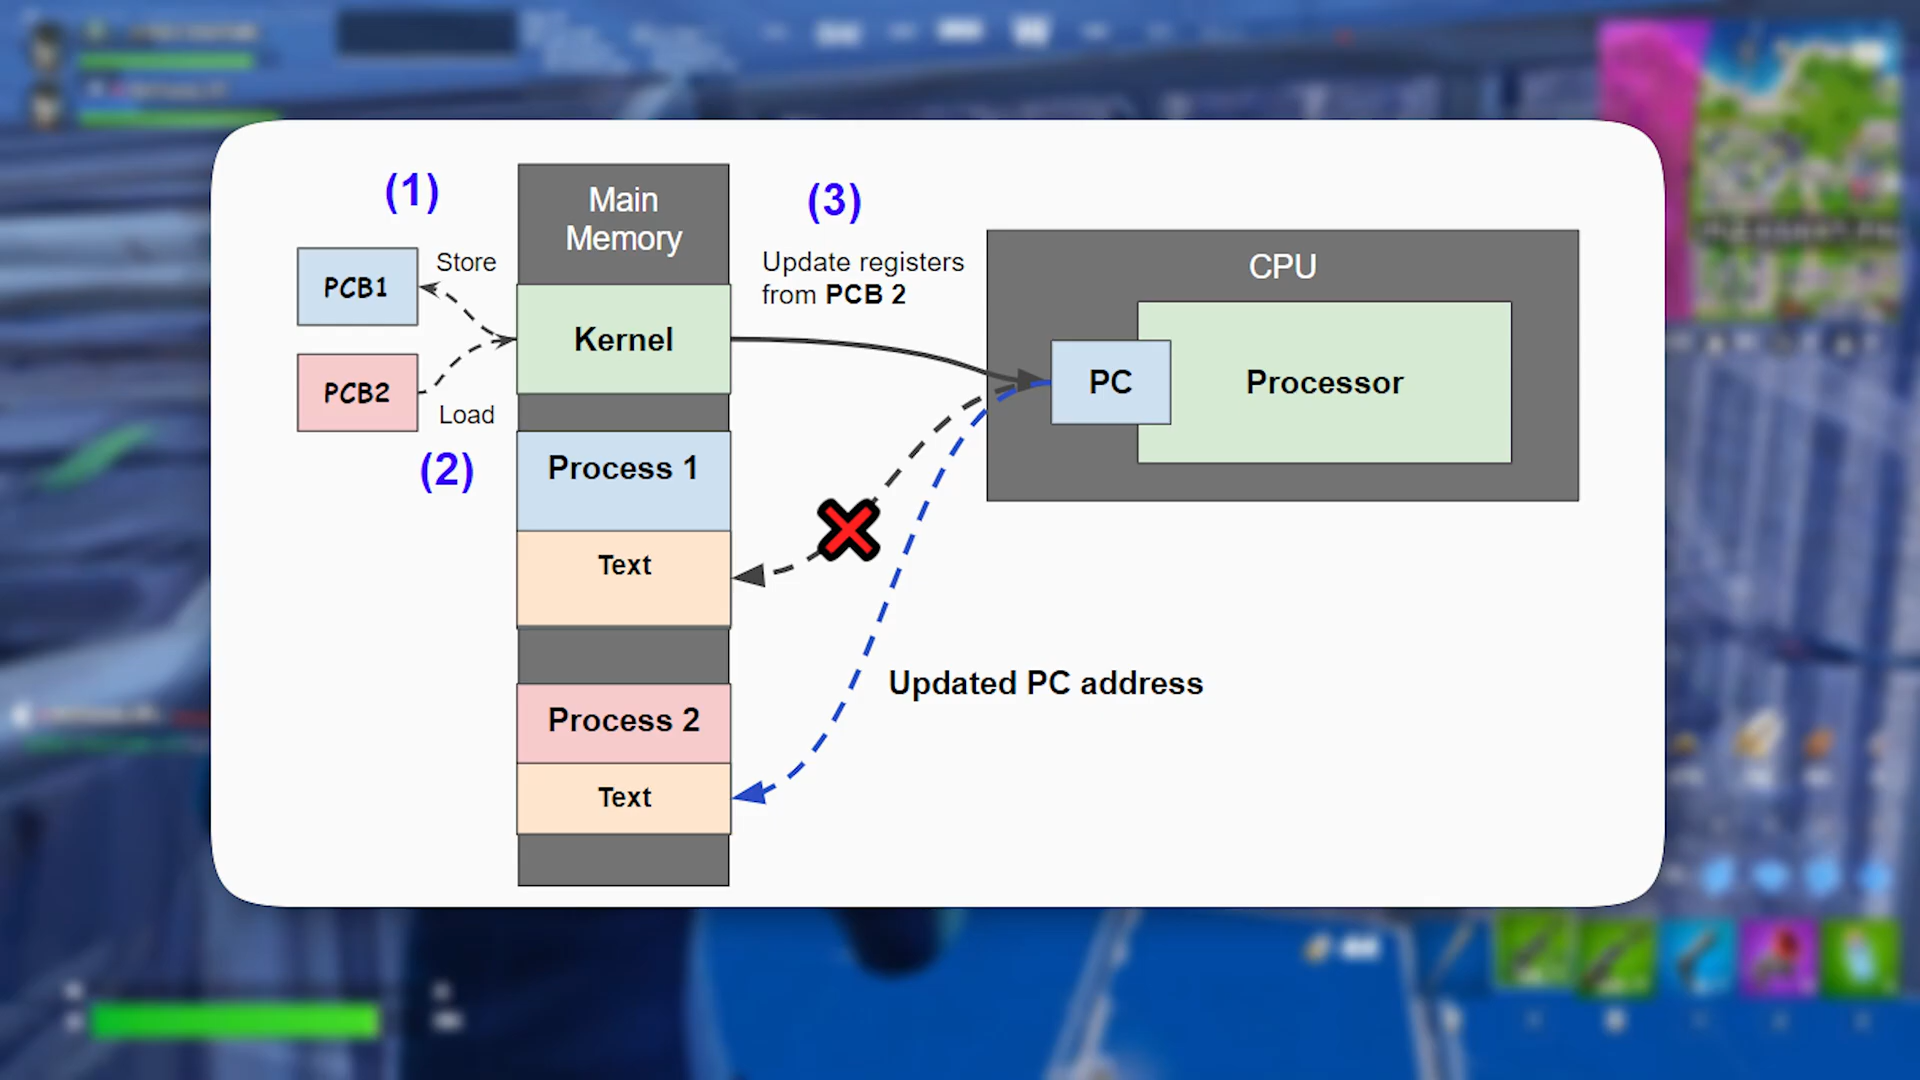 (1)
Main
Memory
(3)
Store
PCB1
Update registers
from PCB 2
CPU
Kernel
PC
Processor
PCB2
Load
(2)
Process 1
Text
Updated PC address
Process 2
Text